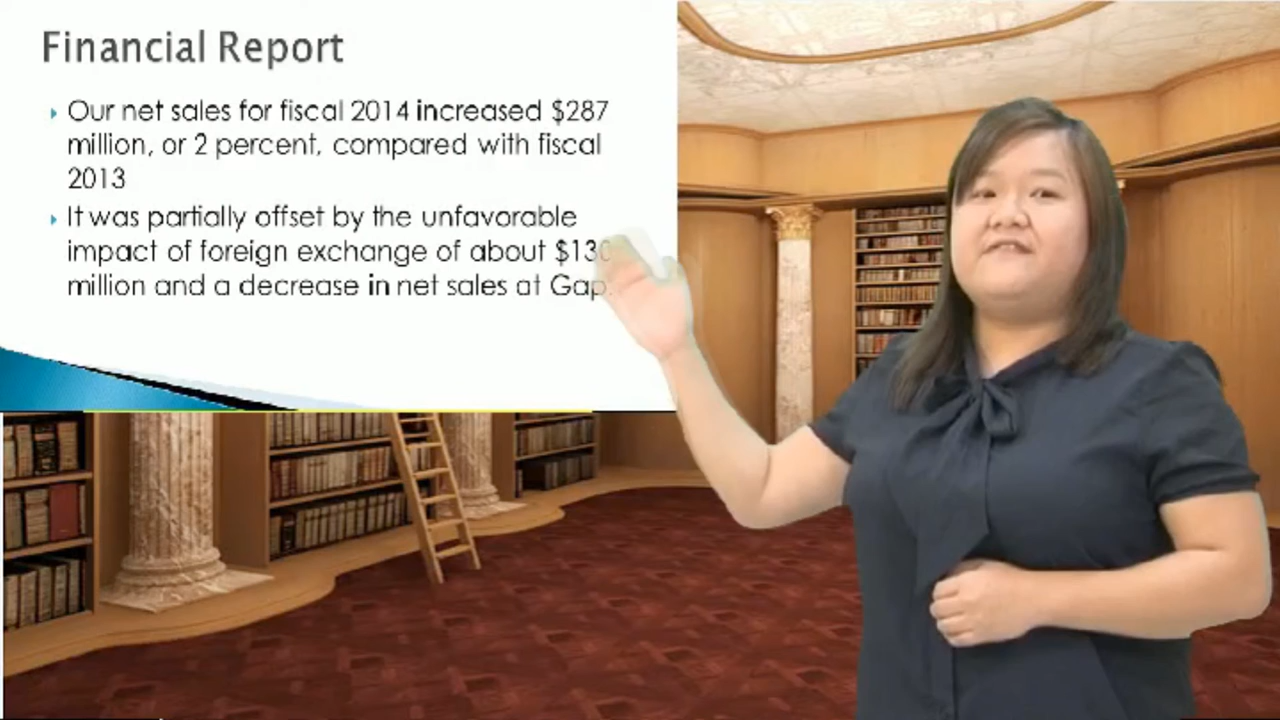 Financial Report
Our net sales for fiscal 2014 increased $287
million, or 2 percent, compared with fiscal
2013
It was partially offset by the unfavorable
impact of foreign exchange of about $130
million and a decrease in net sales at Gap.